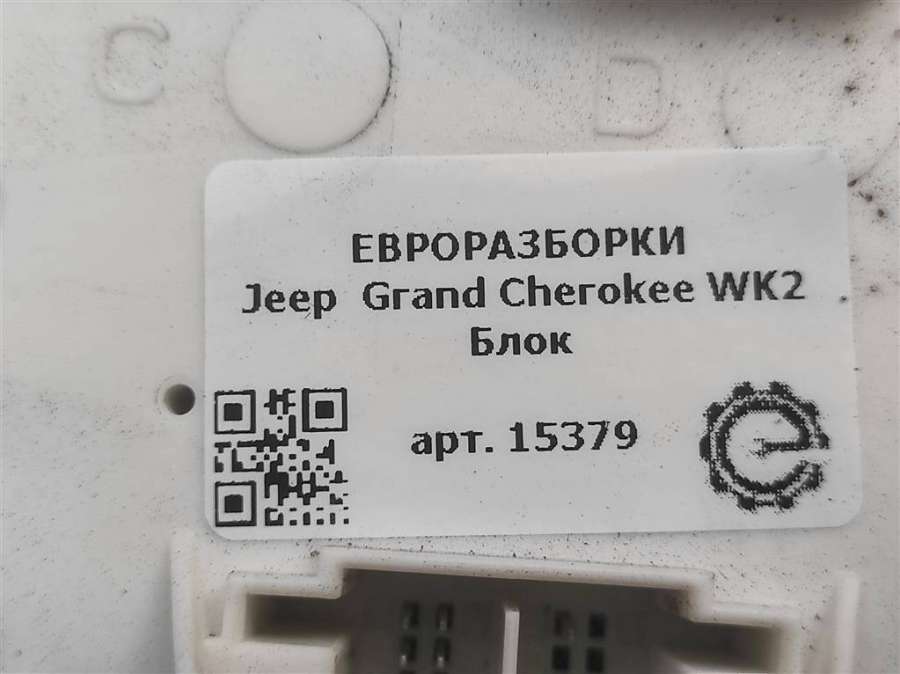 C D
ЕВРОРАЗБОРКИ
Jeep Grand Cherokee WK2
Блок
арт. 15379